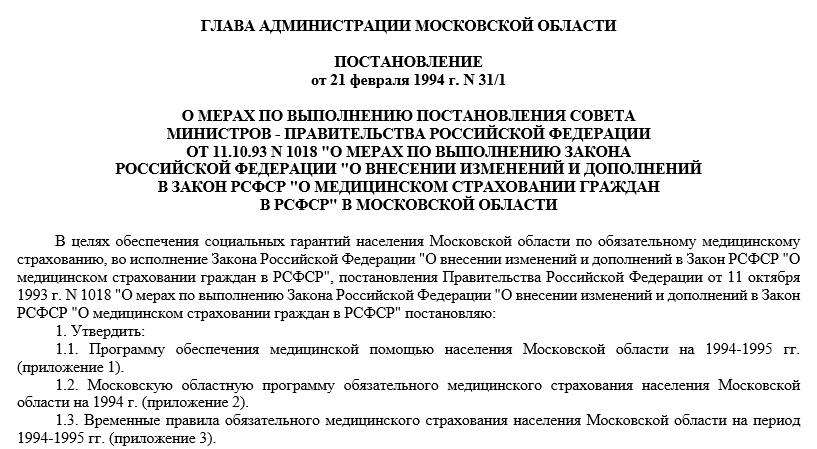 ГЛАВА АДМИНИСТРАЦИИ МОСКОВСКОЙ ОБЛАСТИ
ПОСТАНОВЛЕНИЕ
от 21 февраля 1994 г. N 31/1
О МЕРАХ ПО ВЫПОЛНЕНИЮ ПОСТАНОВЛЕНИЯ СОВЕТА
МИНИСТРОВ - ПРАВИТЕЛЬСТВА РОССИЙСКОЙ ФЕДЕРАЦИИ
ОТ 11.10.93 N 1018 "О МЕРАХ ПО ВЫПОЛНЕНИЮ ЗАКОНА
РОССИЙСКОЙ ФЕДЕРАЦИИ "О ВНЕСЕНИИ ИЗМЕНЕНИЙ И ДОПОЛНЕНИЙ
В ЗАКОН РСФСР "О МЕДИЦИНСКОМ СТРАХОВАНИИ ГРАЖДАН
В РСФСР" В МОСКОВСКОЙ ОБЛАСТИ
В целях обеспечения социальных гарантий населения Московской области по обязательному медицинскому
страхованию, во исполнение Закона Российской Федерации "О внесении изменений и дополнений в Закон РСФСР "О
медицинском страховании граждан в РСФСР", постановления Правительства Российской Федерации от 11 октября
1993 г. N 1018 "О мерах по выполнению Закона Российской Федерации "О внесении изменений и дополнений в Закон
РСФСР "О медицинском страховании граждан в РСФСР" постановляю:
1. Утвердить:
1.1. Программу обеспечения медицинской помощью населения Московской области на 1994-1995 гг.
(приложение 1).
1.2. Московскую областную программу обязательного медицинского страхования населения Московской
области на 1994 г. (приложение 2).
1.3. Временные правила обязательного медицинского страхования населения Московской области на период
1994-1995 гг. (приложение 3).